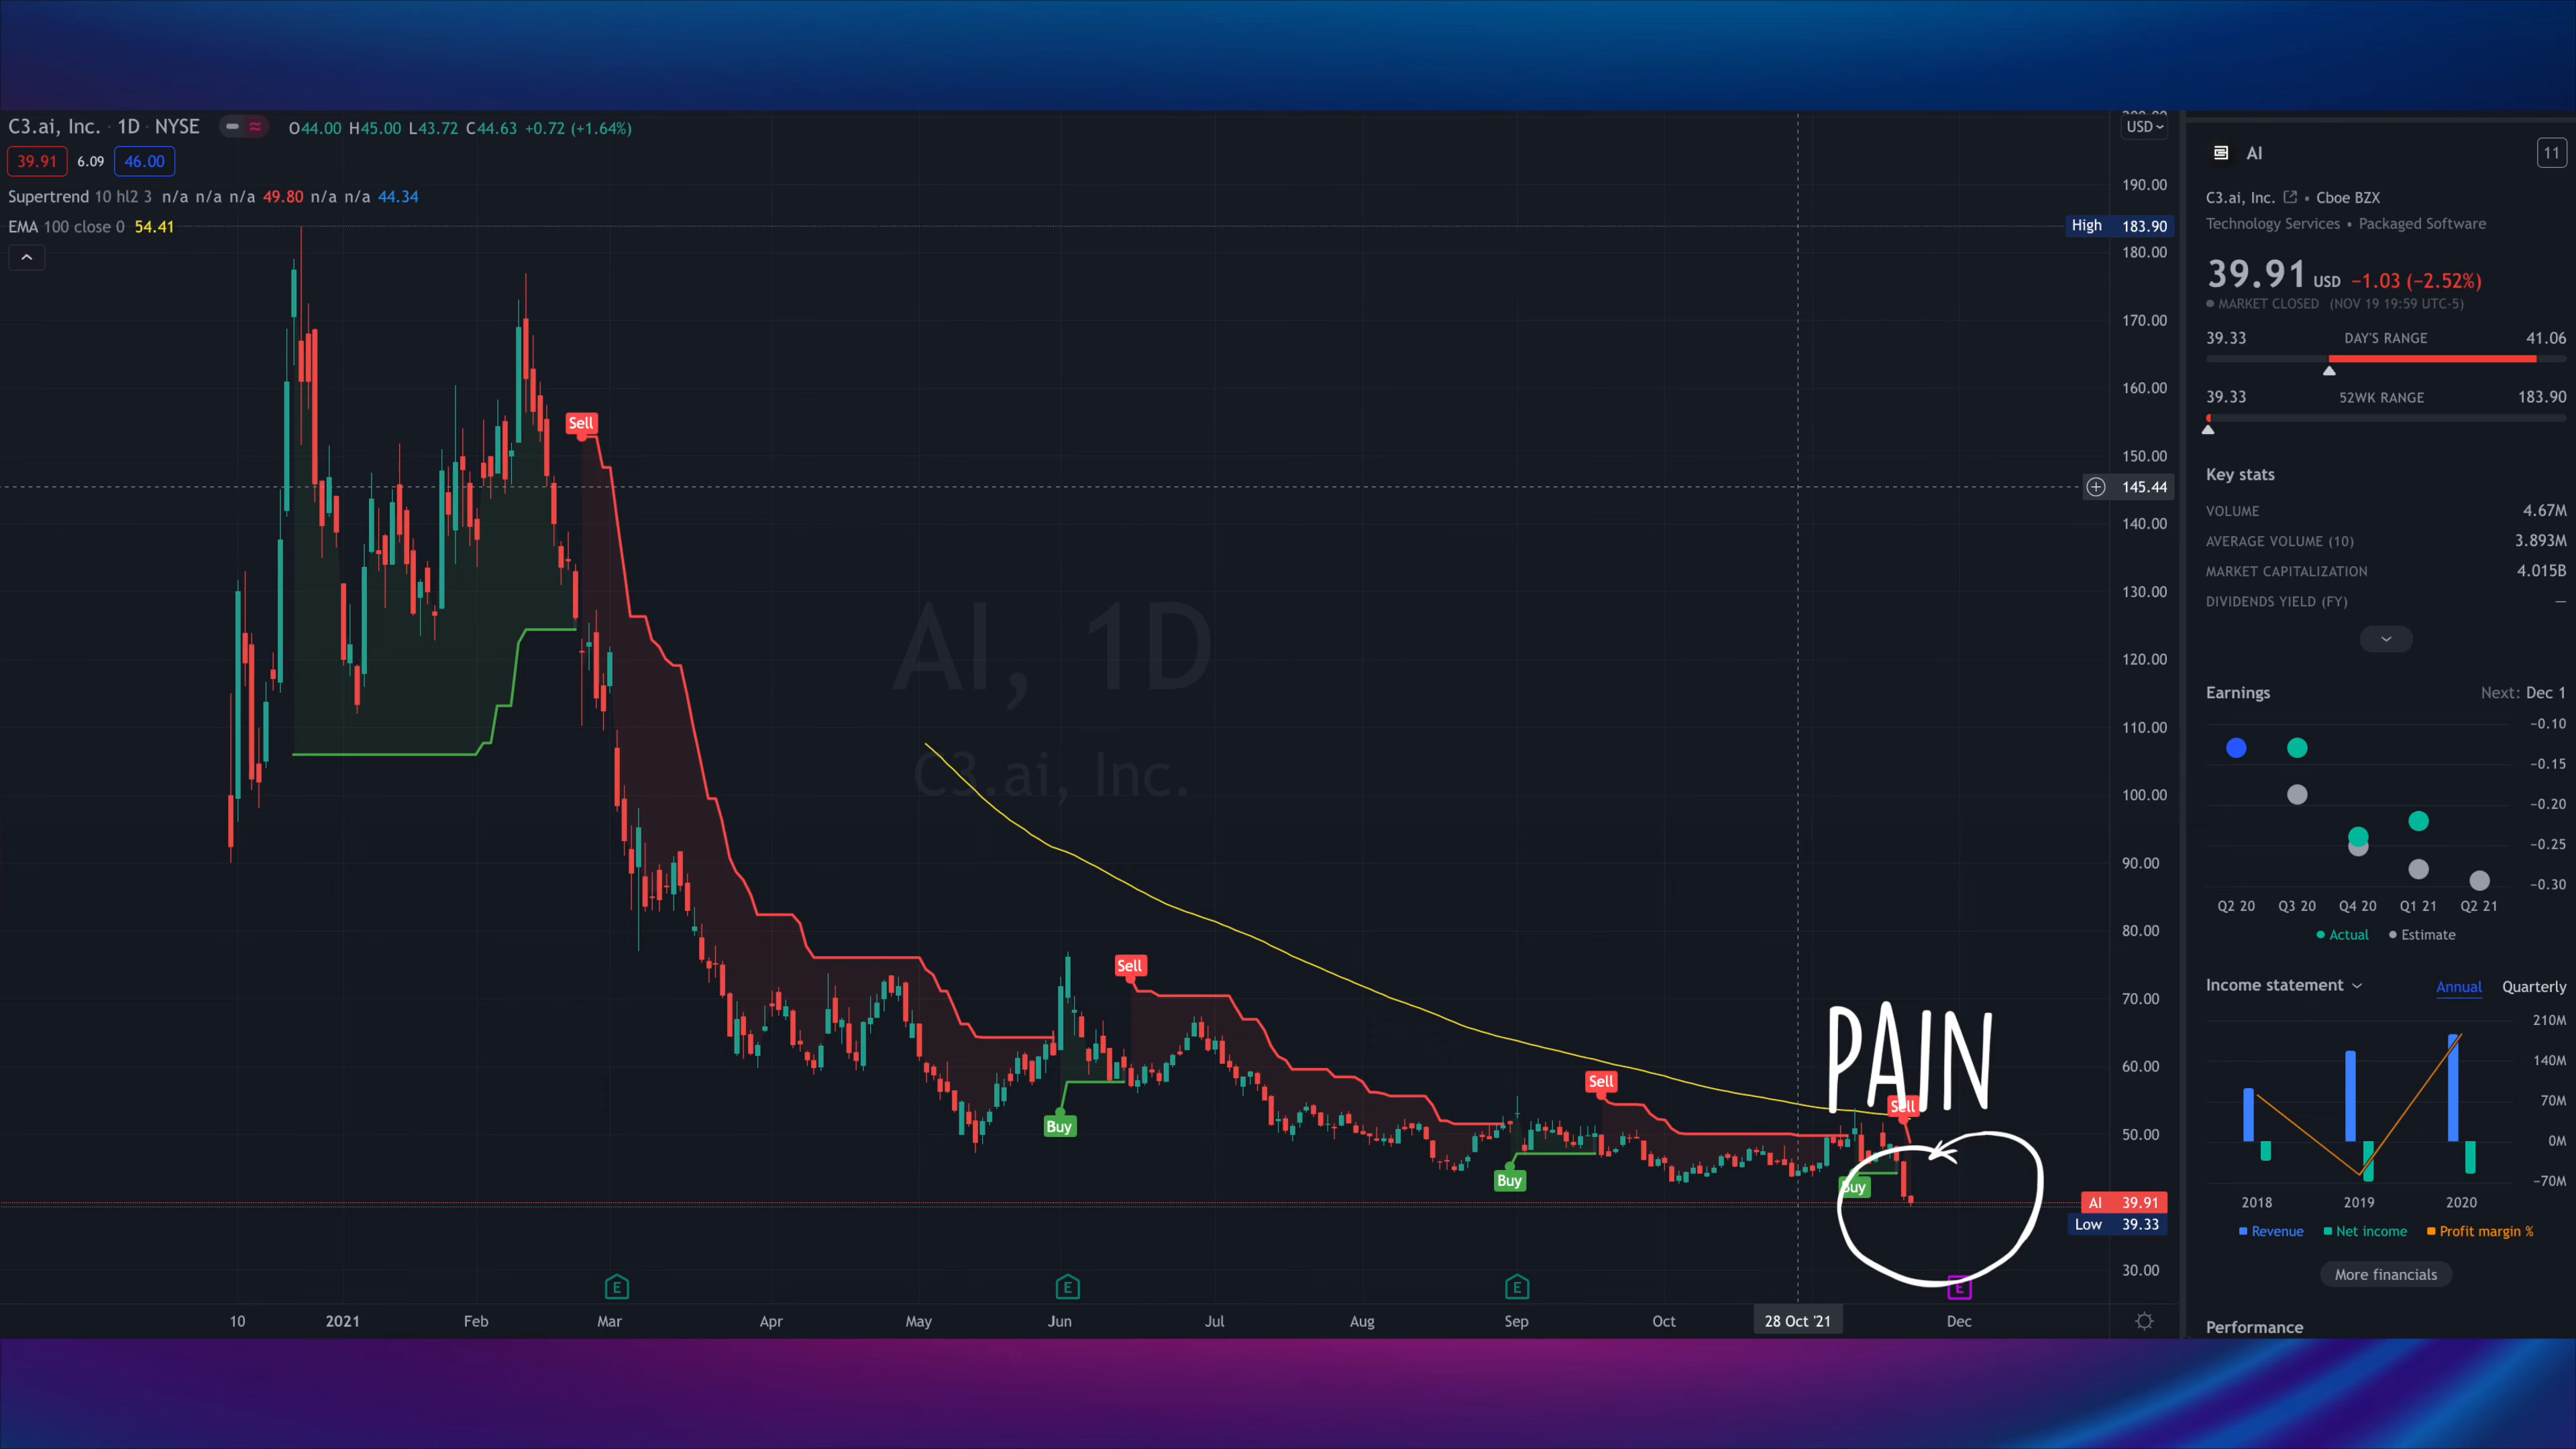 C3.ai, Inc. · 1D · NYSE O44.00 H45.00 L43.72 C44.63 +0.72 (+1.64%)
39.91 6.09 46.00
Supertrend 10 hl2 3 n/a n/a n/a 49.80 n/a n/a 44.34
EMA 100 close 0 54.41
USD
190.00
High 183.90
180.00
170.00
160.00
150.00
145.44
140.00
130.00
120.00
110.00
100.00
90.00
80.00
70.00
60.00
50.00
AI 39.91
Low 39.33
30.00
AI, 1D
C3.ai, Inc.
Sell
Sell
Sell
Sell
Buy
Buy
Buy
PAIN
E E E E
10 2021 Feb Mar Apr May Jun Jul Aug Sep Oct 28 Oct '21 Dec
AI 11
C3.ai, Inc. • Cboe BZX
Technology Services • Packaged Software
39.91 USD −1.03 (−2.52%)
MARKET CLOSED (NOV 19 19:59 UTC-5)
39.33 DAY'S RANGE 41.06
39.33 52WK RANGE 183.90
Key stats
VOLUME 4.67M
AVERAGE VOLUME (10) 3.893M
MARKET CAPITALIZATION 4.015B
DIVIDENDS YIELD (FY) —
Earnings Next: Dec 1
−0.10
−0.15
−0.20
−0.25
−0.30
Q2 20 Q3 20 Q4 20 Q1 21 Q2 21
Actual Estimate
Income statement Annual Quarterly
210M
140M
70M
0M
−70M
2018 2019 2020
Revenue Net income Profit margin %
More financials
Performance